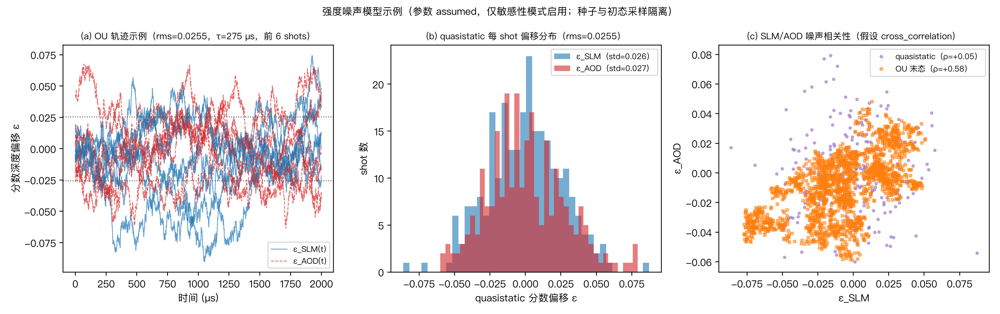 强度噪声模型示例（参数 assumed，仅敏感性模式启用；种子与初态采样隔离）
(a) OU 轨迹示例（rms=0.0255，τ=275 μs，前 6 shots）
分数深度偏移 ε
0.075
0.050
0.025
0.000
−0.025
−0.050
−0.075
ε_SLM(t)
ε_AOD(t)
0 250 500 750 1000 1250 1500 1750 2000
时间 (μs)
(b) quasistatic 每 shot 偏移分布（rms=0.0255）
shot 数
20
15
10
5
0
ε_SLM（std=0.026）
ε_AOD（std=0.027）
−0.075 −0.050 −0.025 0.000 0.025 0.050 0.075
quasistatic 分数偏移 ε
(c) SLM/AOD 噪声相关性（假设 cross_correlation）
ε_AOD
0.08
0.06
0.04
0.02
0.00
−0.02
−0.04
−0.06
quasistatic（ρ=+0.05）
OU 末态（ρ=+0.58）
−0.075 −0.050 −0.025 0.000 0.025 0.050 0.075
ε_SLM